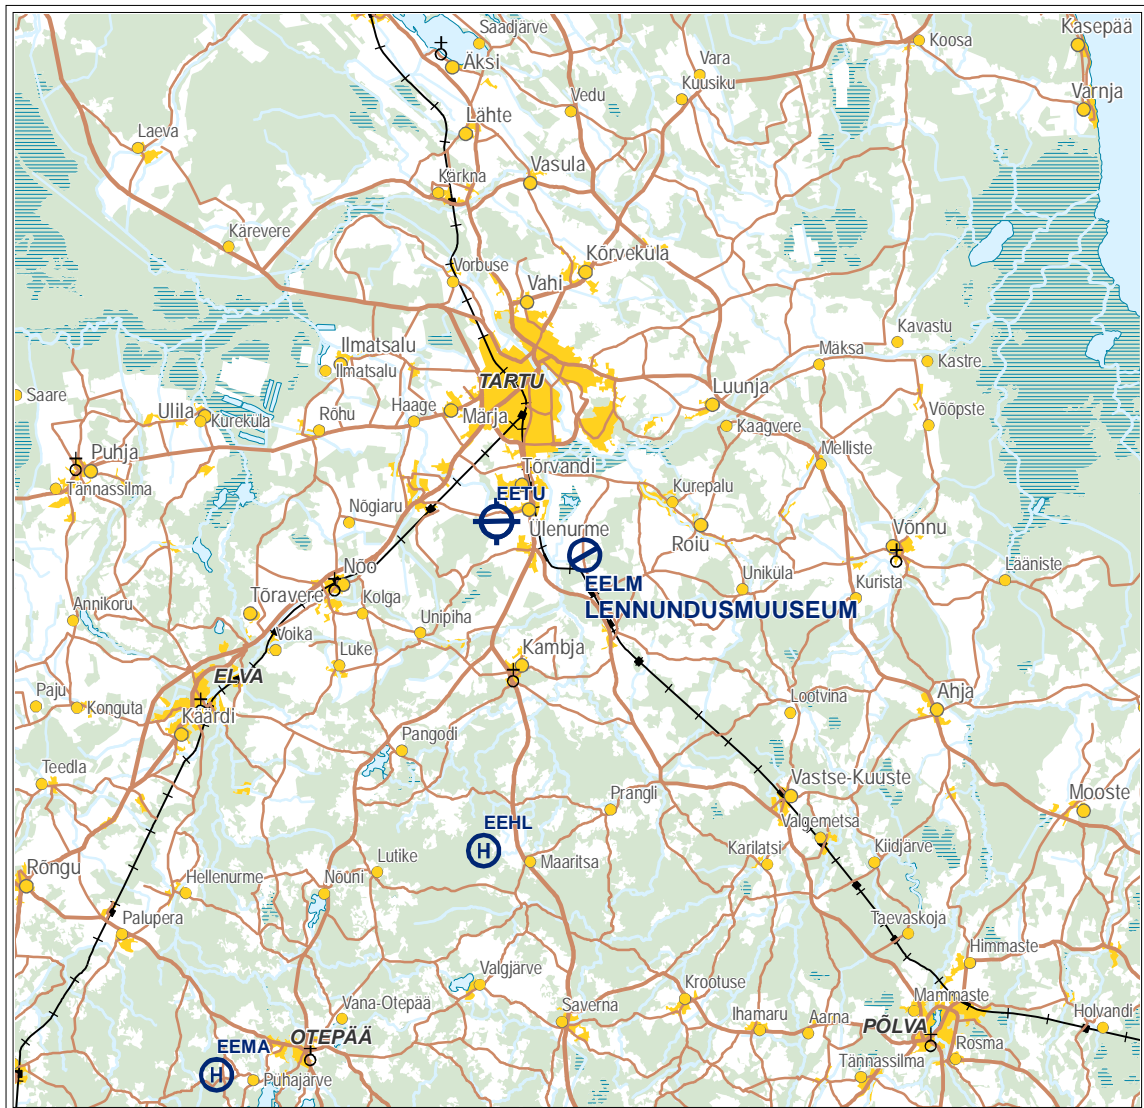 Saadjärve
Kasepää
Koosa
Äksi
Vara
Kuusiku
Varnja
Vedu
Lähte
Laeva
Vasula
Kärkna
Kärevere
Kõrveküla
Vorbuse
Vahi
Kavastu
Ilmatsalu
Mäksa
Kastre
Ilmatsalu
TARTU
Saare
Luunja
Ulila
Haage
Võõpste
Kureküla
Rõhu
Märja
Kaagvere
Puhja
Melliste
Tännassilma
Tõrvandi
EETU
Kurepalu
Nõgiaru
Ülenurme
Roiu
Võnnu
Nõo
EELM
Uniküla
Kurista
Lääniste
Annikoru
Tõravere
Kolga
LENNUNDUSMUUSEUM
Unipiha
Voika
Luke
Kambja
ELVA
Paju
Konguta
Käärdi
Lootvina
Ahja
Pangodi
Teedla
Vastse-Kuuste
Prangli
Mooste
EEHL
Valgemetsa
Kiidjärve
Rõngu
Lutike
Maaritsa
Karilatsi
Hellenurme
Nõuni
Palupera
Taevaskoja
Himmaste
Valgjärve
Krootuse
Mammaste
Vana-Otepää
Saverna
Ihamaru
Aarna
PÕLVA
Holvandi
OTEPÄÄ
EEMA
Rosma
Tännassilma
Puhajärve
H
H